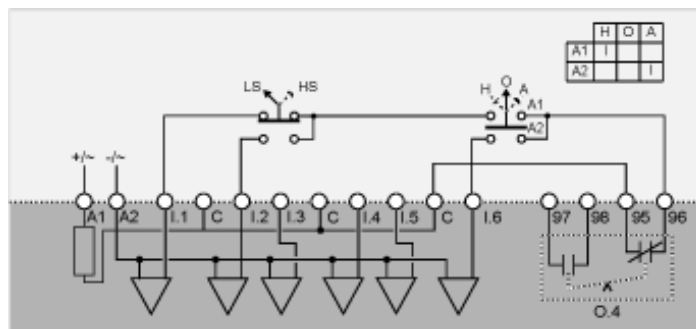 H O A
A1 I
A2 I
LS HS
H O A
A1
A2
+/~ -/~
A1 A2 I.1 C I.2 I.3 C I.4 I.5 C I.6 97 98 95 96
O.4